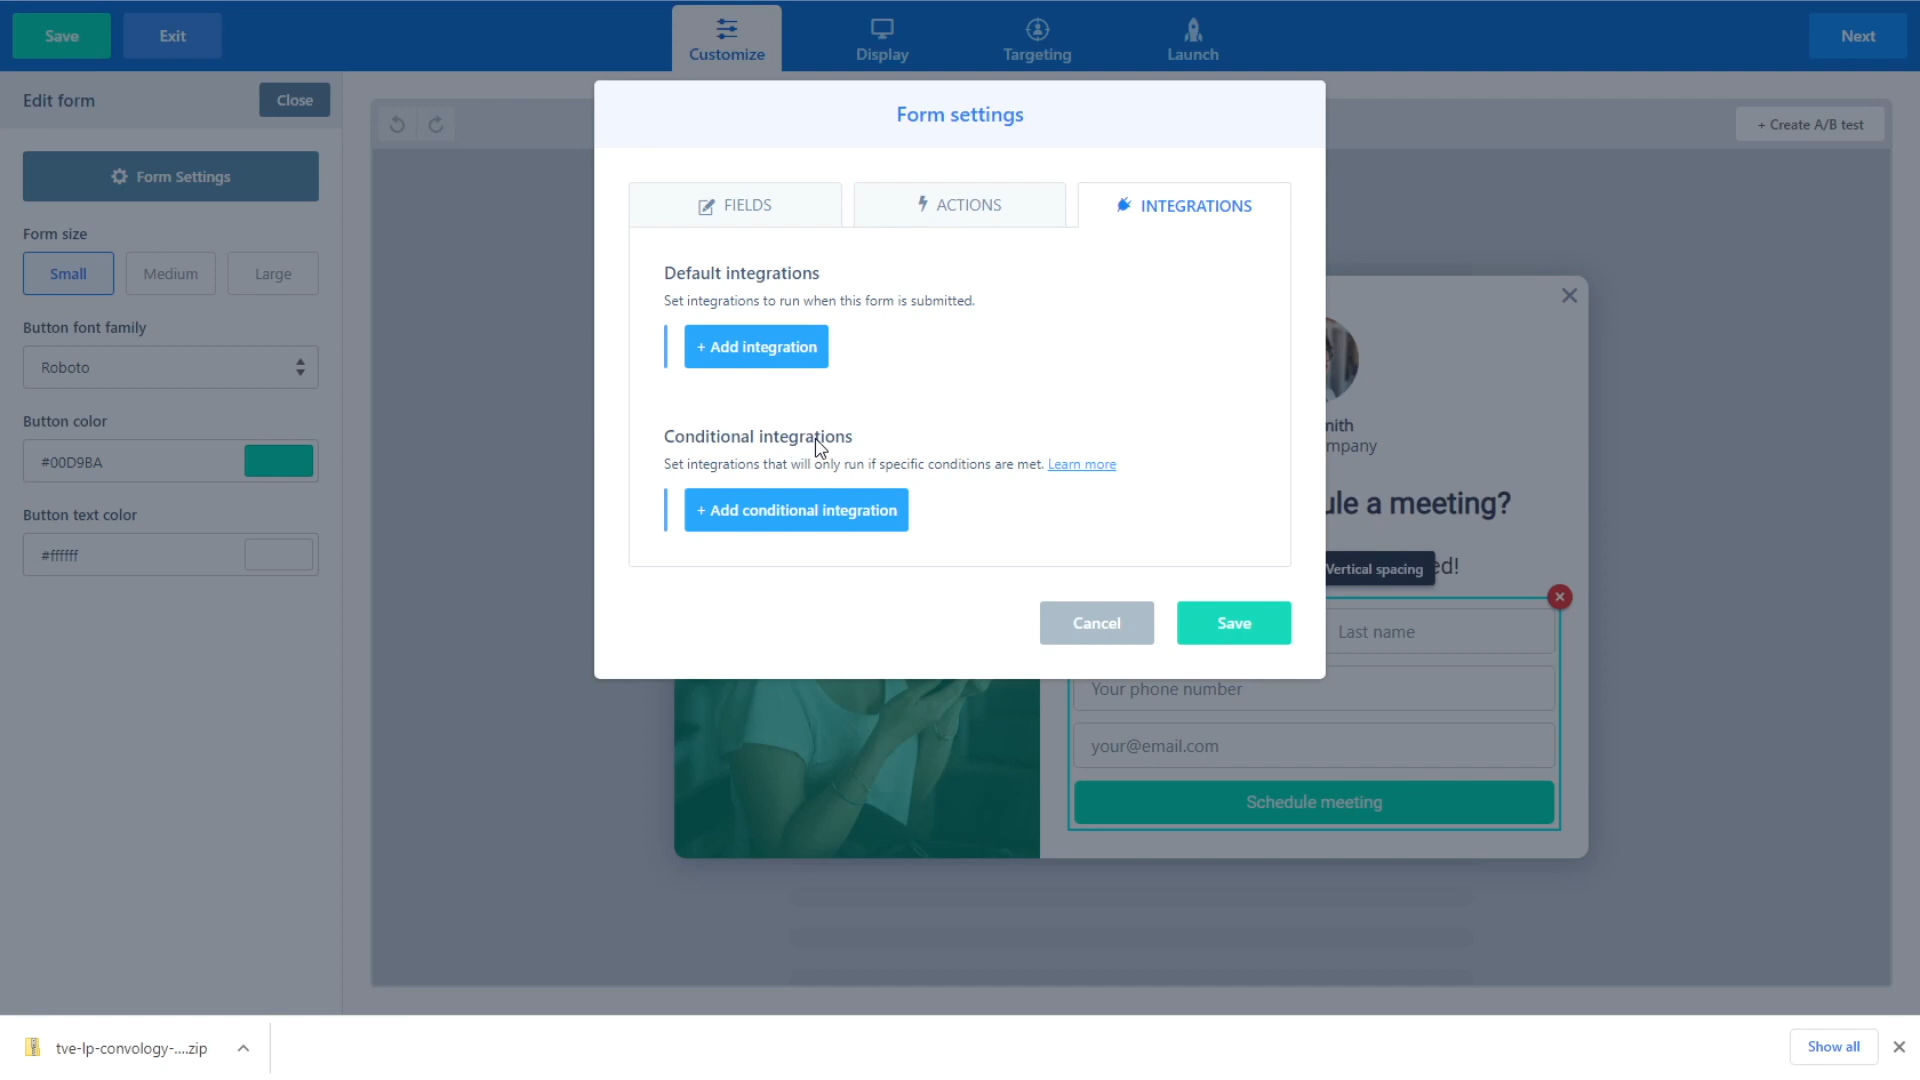 Save
Exit
Customize
Display
Targeting
Launch
Next
Edit form
Close
Form Settings
Form size
Small
Medium
Large
Button font family
Roboto
Button color
#00D9BA
Button text color
#ffffff
+ Create A/B test
Form settings
FIELDS
ACTIONS
INTEGRATIONS
Default integrations
Set integrations to run when this form is submitted.
+ Add integration
Conditional integrations
Set integrations that will only run if specific conditions are met. Learn more
+ Add conditional integration
Cancel
Save
mith
mpany
ule a meeting?
Vertical spacing
ed!
Last name
Your phone number
your@email.com
Schedule meeting
tve-lp-convology-....zip
Show all